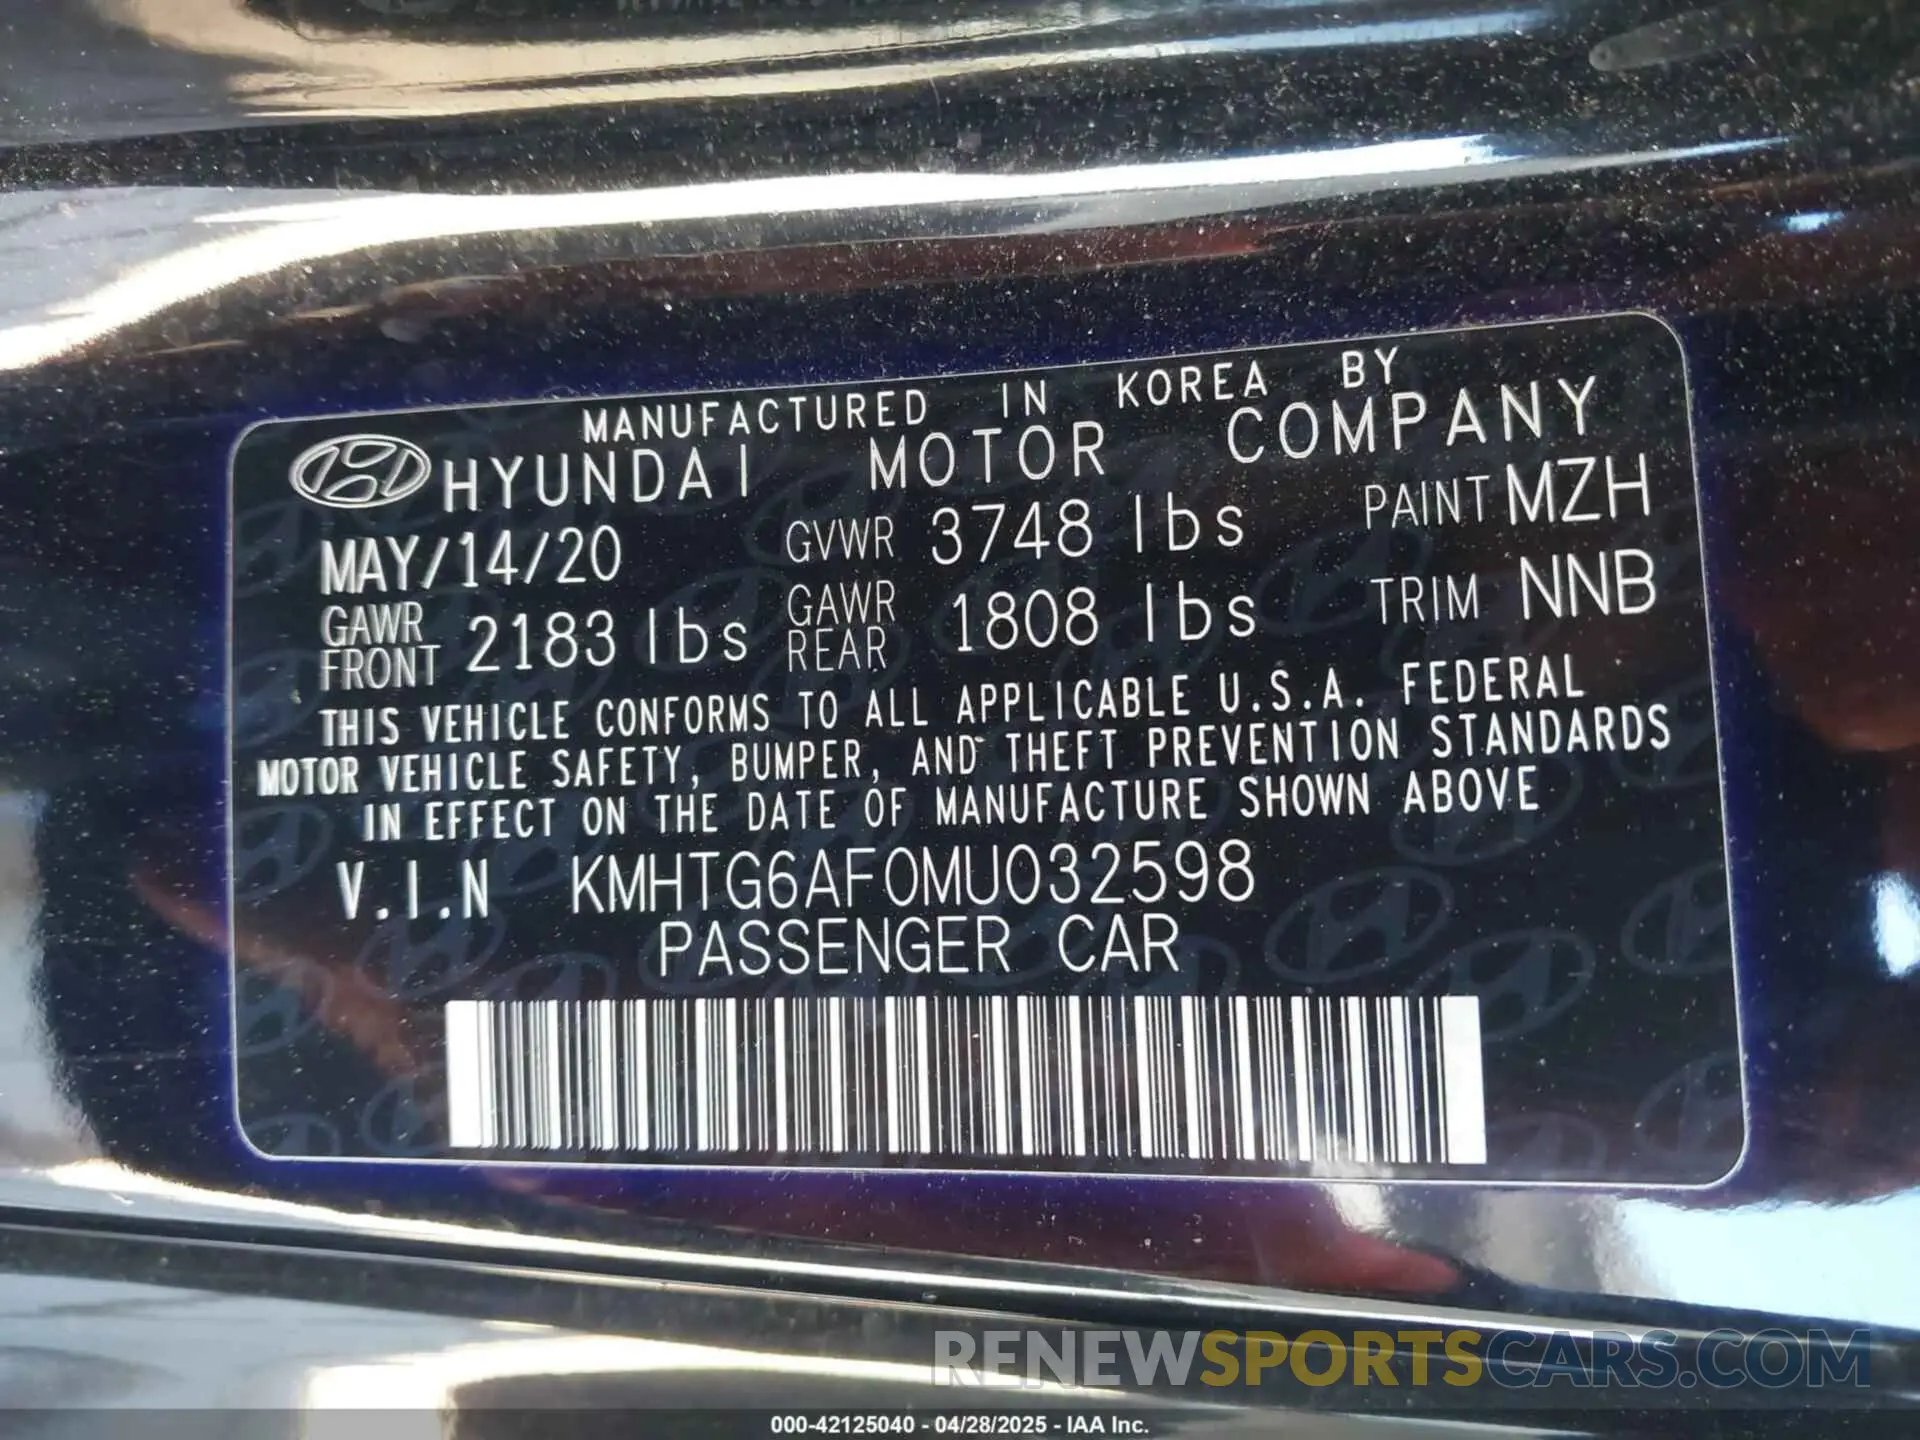 MANUFACTURED IN KOREA BY
HYUNDAI MOTOR COMPANY
MAY/14/20 GVWR 3748 lbs PAINT MZH
GAWR FRONT 2183 lbs GAWR REAR 1808 lbs TRIM NNB
THIS VEHICLE CONFORMS TO ALL APPLICABLE U.S.A. FEDERAL
MOTOR VEHICLE SAFETY, BUMPER, AND THEFT PREVENTION STANDARDS
IN EFFECT ON THE DATE OF MANUFACTURE SHOWN ABOVE
V.I.N KMHTG6AF0MU032598
PASSENGER CAR
RENEWSPORTSCARS.COM
000-42125040 - 04/28/2025 - IAA Inc.